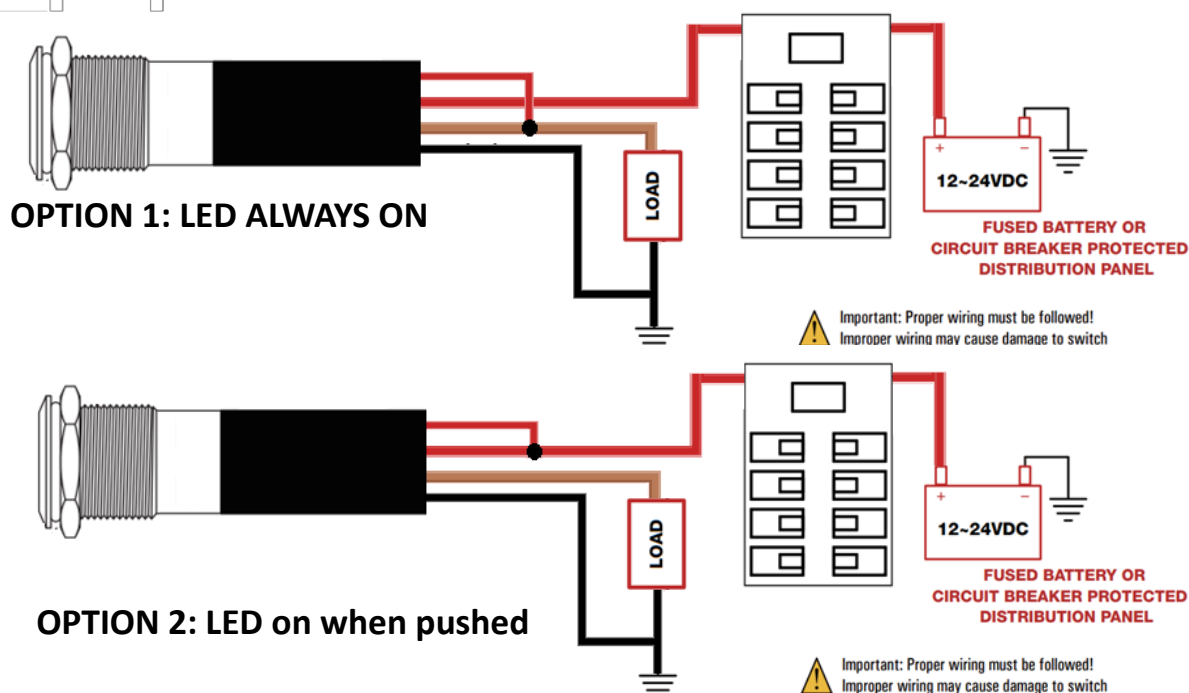 LOAD
+ −
12~24VDC
OPTION 1: LED ALWAYS ON
FUSED BATTERY OR
CIRCUIT BREAKER PROTECTED
DISTRIBUTION PANEL
! Important: Proper wiring must be followed!
Improper wiring may cause damage to switch
LOAD
+ −
12~24VDC
OPTION 2: LED on when pushed
FUSED BATTERY OR
CIRCUIT BREAKER PROTECTED
DISTRIBUTION PANEL
! Important: Proper wiring must be followed!
Improper wiring may cause damage to switch